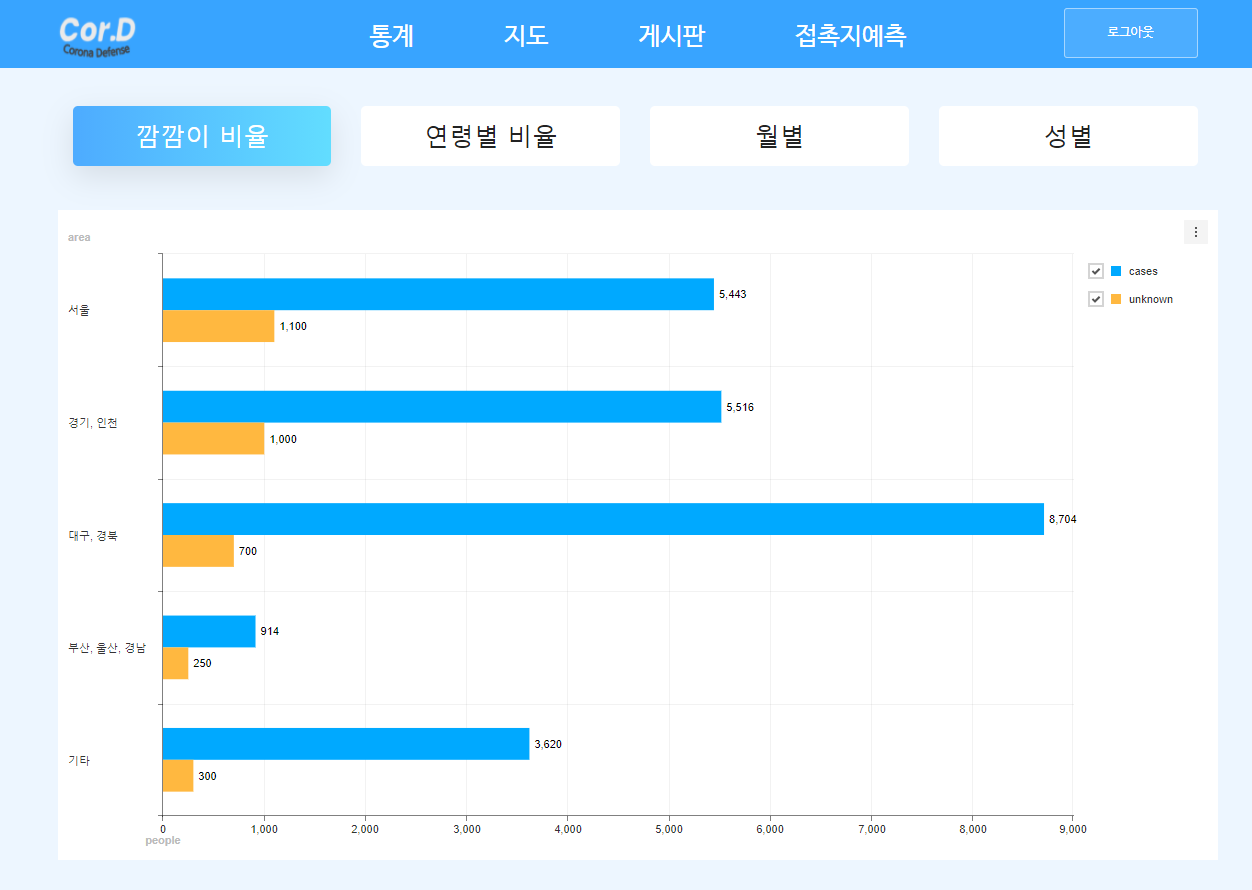 Cor.D
Corona Defense
통계 지도 게시판 접촉지예측 로그아웃
깜깜이 비율 연령별 비율 월별 성별
area
cases
unknown
서울 5,443
1,100
경기, 인천 5,516
1,000
대구, 경북 8,704
700
부산, 울산, 경남 914
250
기타 3,620
300
0 1,000 2,000 3,000 4,000 5,000 6,000 7,000 8,000 9,000
people